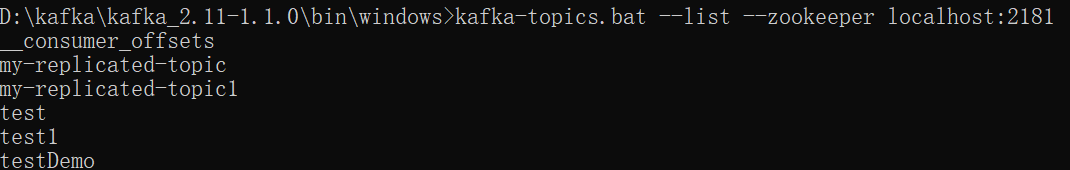 D:\kafka\kafka_2.11-1.1.0\bin\windows>kafka-topics.bat --list --zookeeper localhost:2181
__consumer_offsets
my-replicated-topic
my-replicated-topic1
test
test1
testDemo